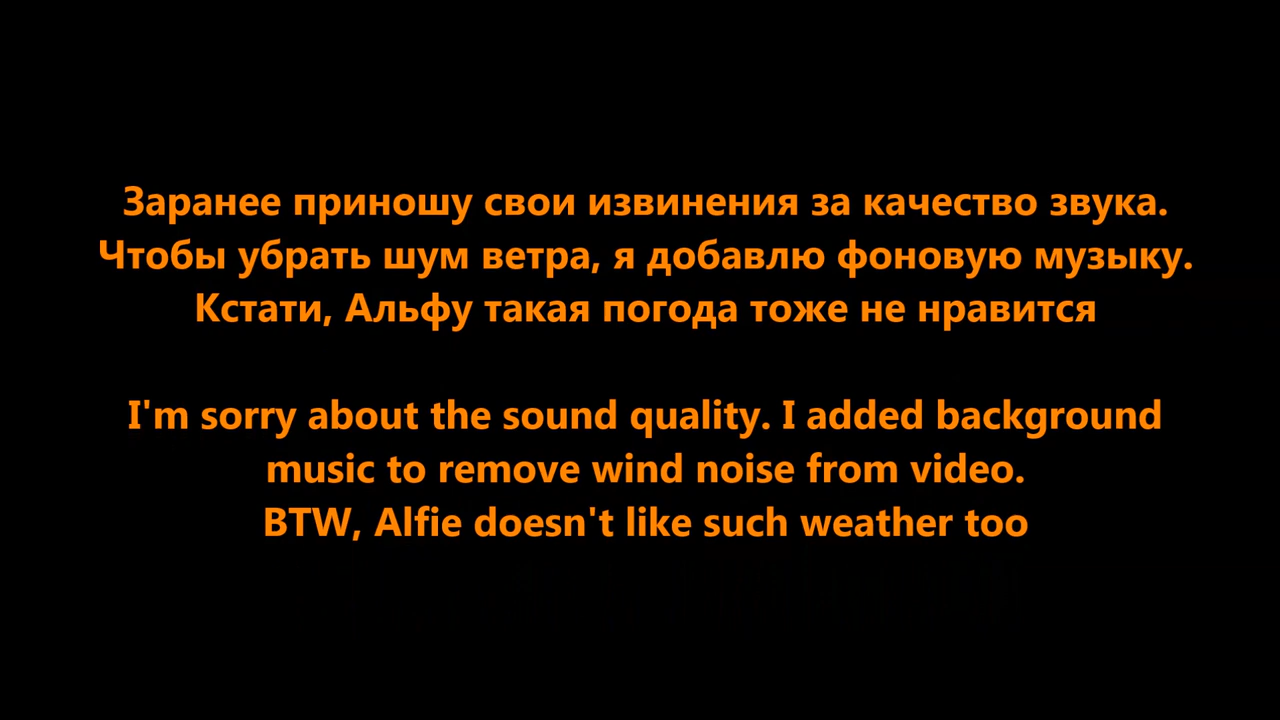 Заранее приношу свои извинения за качество звука.
Чтобы убрать шум ветра, я добавлю фоновую музыку.
Кстати, Альфу такая погода тоже не нравится
I'm sorry about the sound quality. I added background
music to remove wind noise from video.
BTW, Alfie doesn't like such weather too